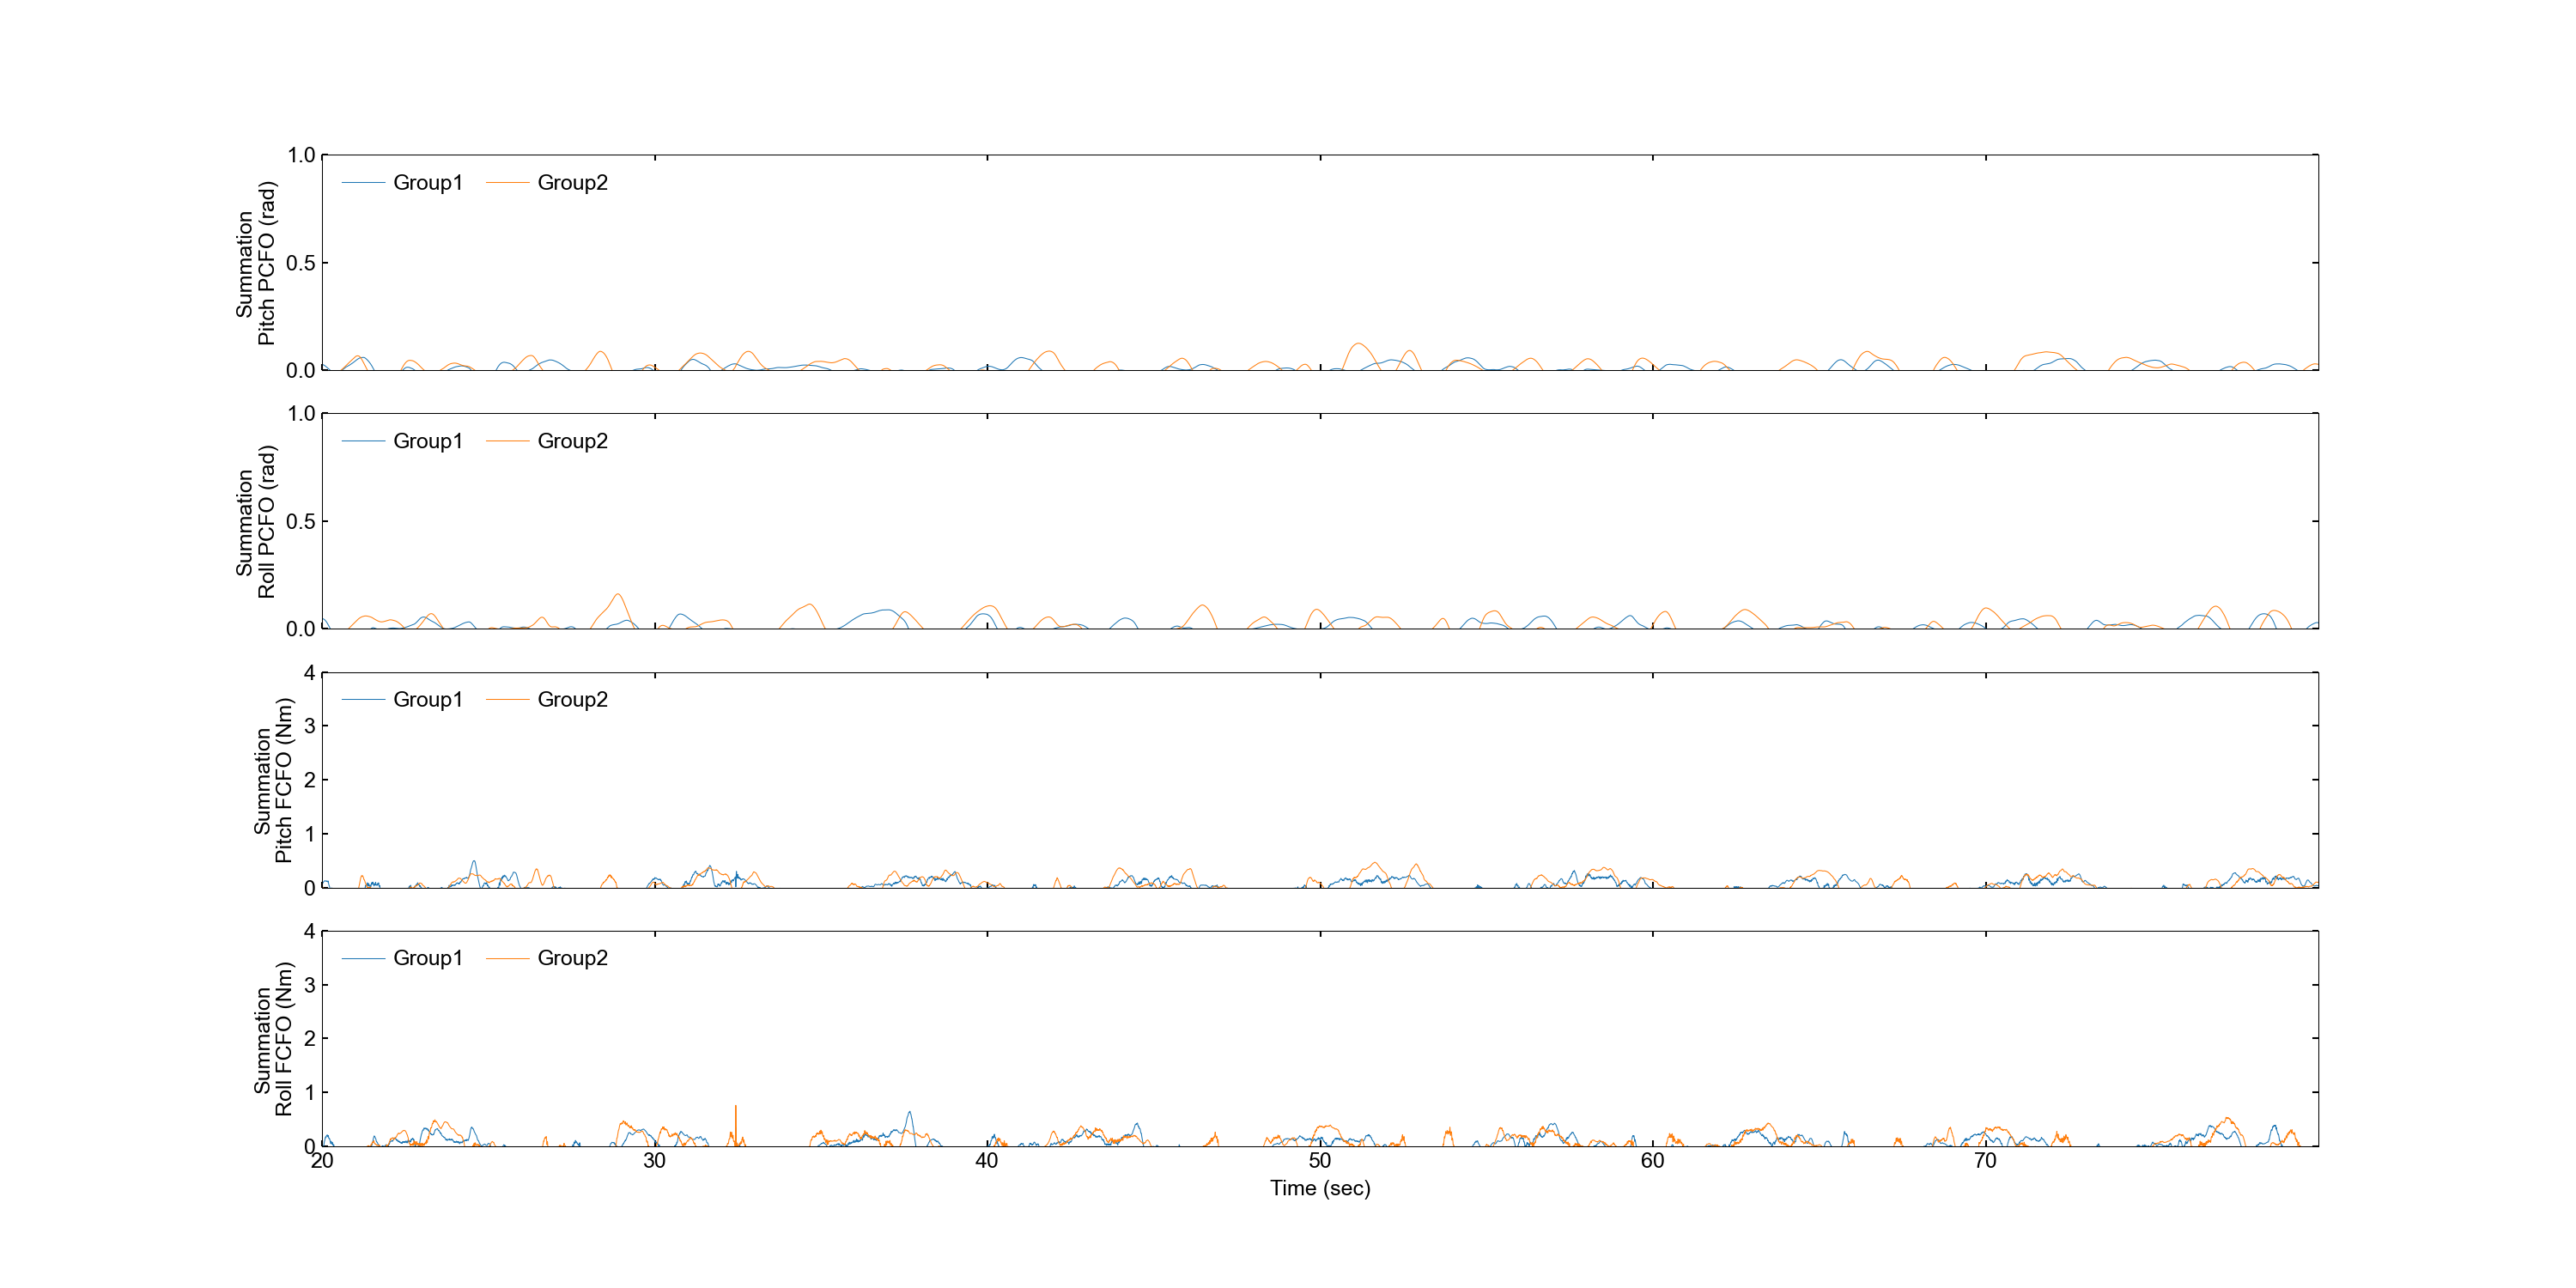 Summation
Pitch PCFO (rad)
1.0
0.5
0.0
Group1 Group2
Summation
Roll PCFO (rad)
1.0
0.5
0.0
Group1 Group2
Summation
Pitch FCFO (Nm)
4
3
2
1
0
Group1 Group2
Summation
Roll FCFO (Nm)
4
3
2
1
0
Group1 Group2
20 30 40 50 60 70
Time (sec)